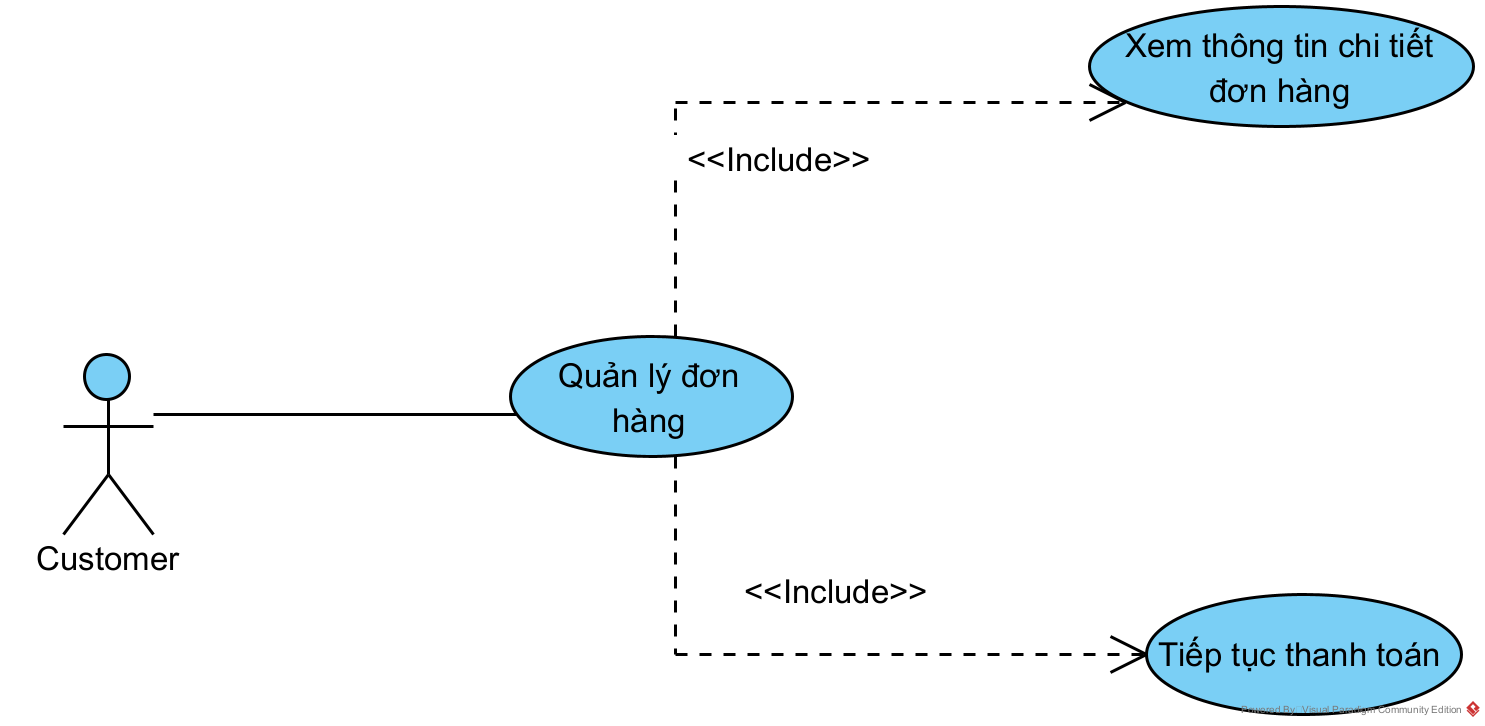 Xem thông tin chi tiết
đơn hàng
<<Include>>
Quản lý đơn
hàng
Customer
<<Include>>
Tiếp tục thanh toán
Powered By: Visual Paradigm Community Edition